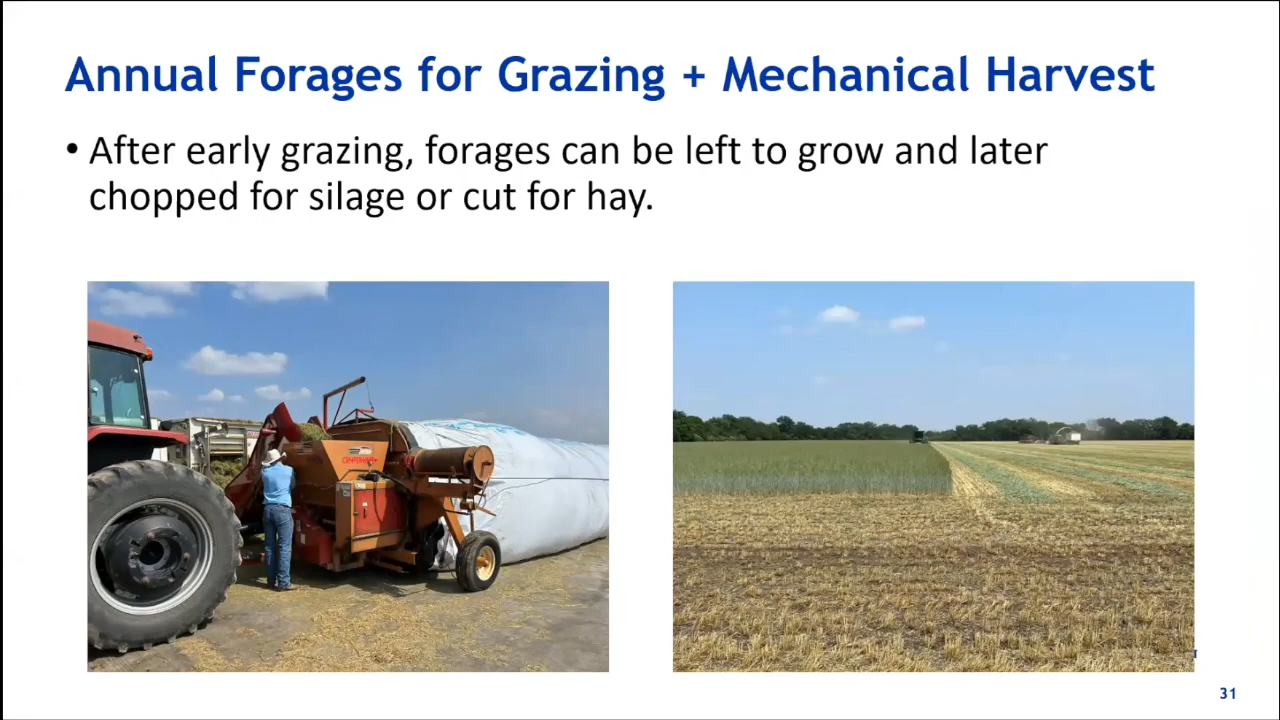 Annual Forages for Grazing + Mechanical Harvest
• After early grazing, forages can be left to grow and later
chopped for silage or cut for hay.
31